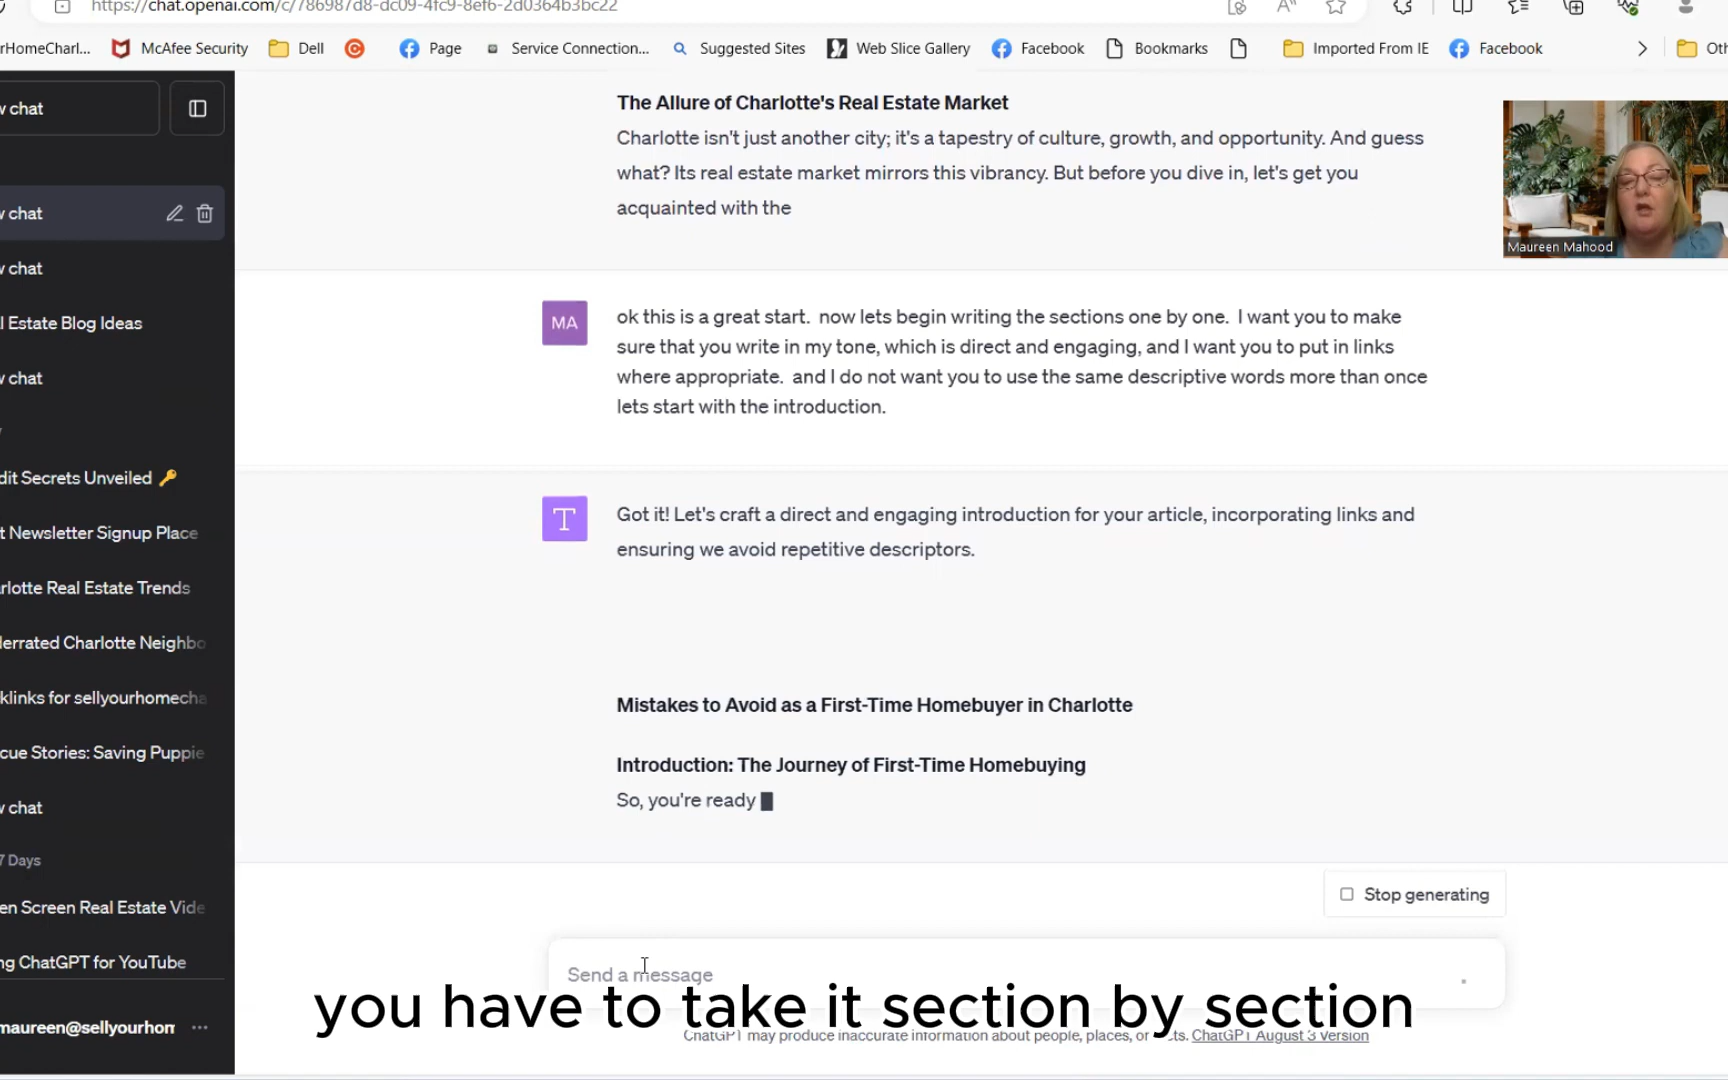 https://chat.openai.com/c/786987d8-dc09-4fc9-8ef6-2d0364b3bc22
rHomeCharl...
McAfee Security
Dell
Page
Service Connection...
Suggested Sites
Web Slice Gallery
Facebook
Bookmarks
Imported From IE
Facebook
Oth
w chat
w chat
w chat
l Estate Blog Ideas
w chat
dit Secrets Unveiled 🔑
t Newsletter Signup Place
rlotte Real Estate Trends
derrated Charlotte Neighbo
klinks for sellyourhomecha
cue Stories: Saving Puppie
w chat
7 Days
en Screen Real Estate Vide
ng ChatGPT for YouTube
maureen@sellyourhom
The Allure of Charlotte's Real Estate Market
Charlotte isn't just another city; it's a tapestry of culture, growth, and opportunity. And guess
what? Its real estate market mirrors this vibrancy. But before you dive in, let's get you
acquainted with the
Maureen Mahood
MA
ok this is a great start. now lets begin writing the sections one by one. I want you to make
sure that you write in my tone, which is direct and engaging, and I want you to put in links
where appropriate. and I do not want you to use the same descriptive words more than once
lets start with the introduction.
T
Got it! Let's craft a direct and engaging introduction for your article, incorporating links and
ensuring we avoid repetitive descriptors.
Mistakes to Avoid as a First-Time Homebuyer in Charlotte
Introduction: The Journey of First-Time Homebuying
So, you're ready
Stop generating
Send a message
you have to take it section by section
ChatGPT may produce inaccurate information about people, places, or cts. ChatGPT August 3 Version